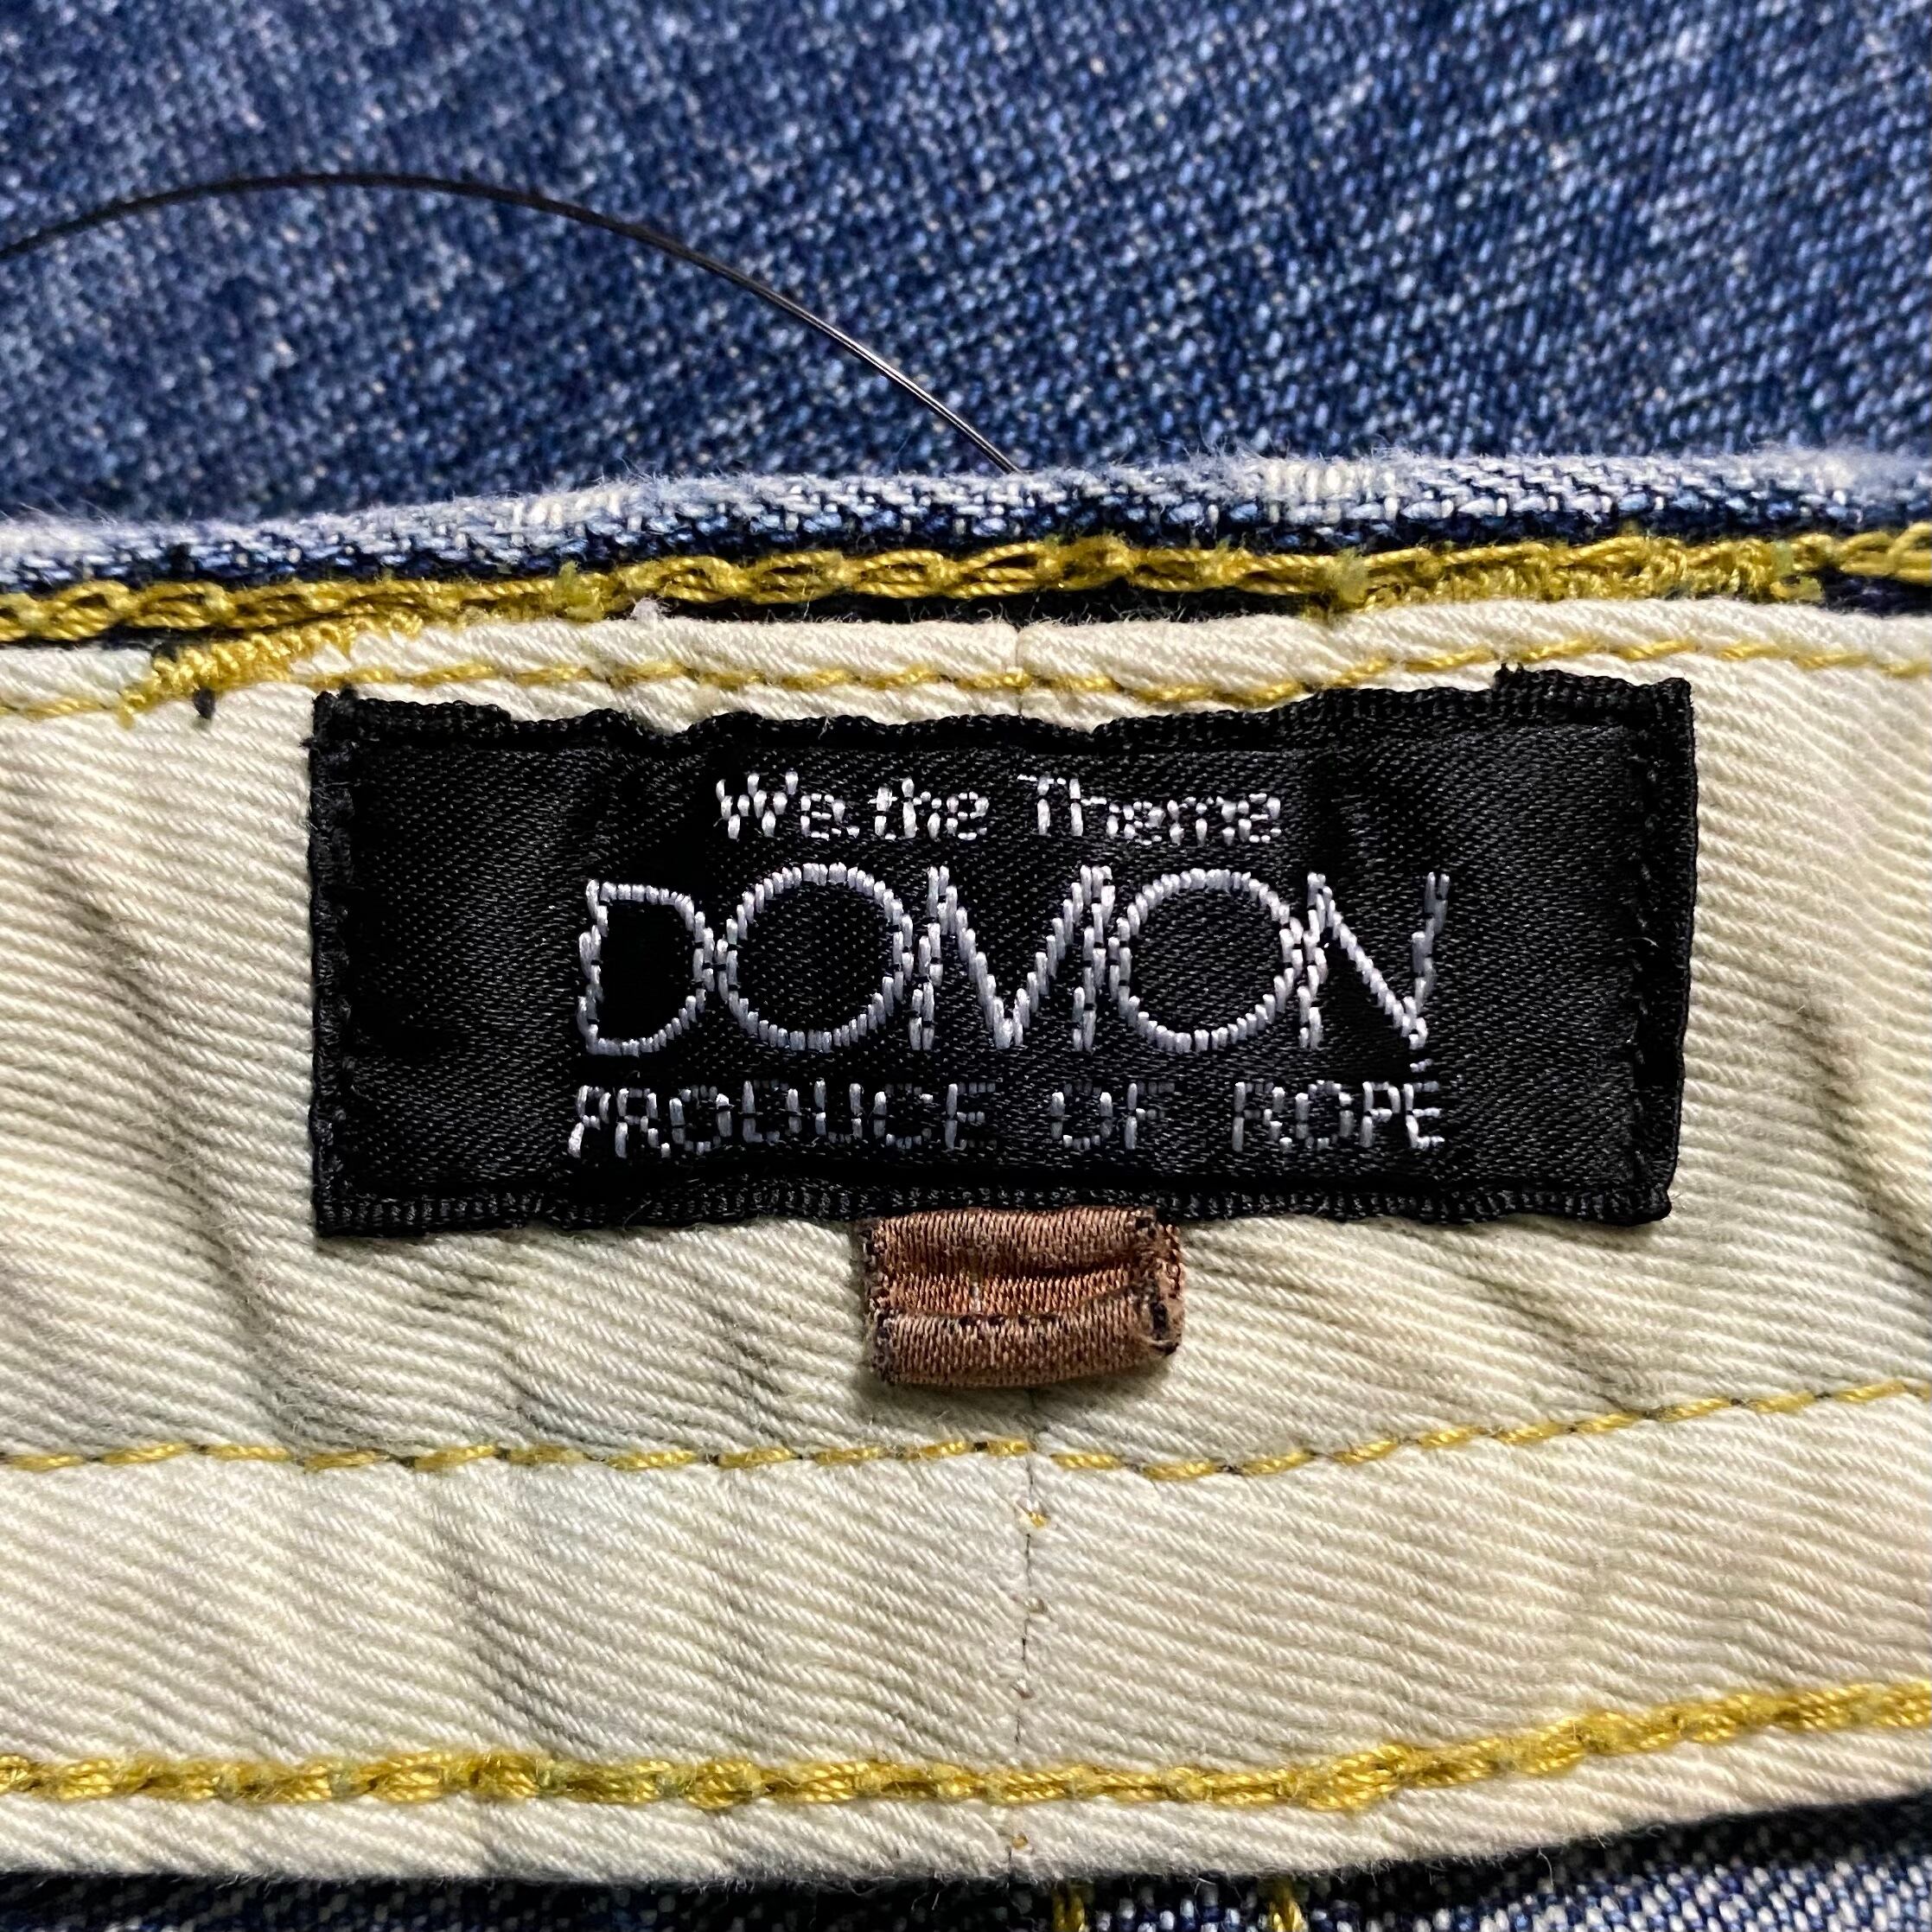 We.the Theme
DOMON
PRODUCE OF ROPÉ